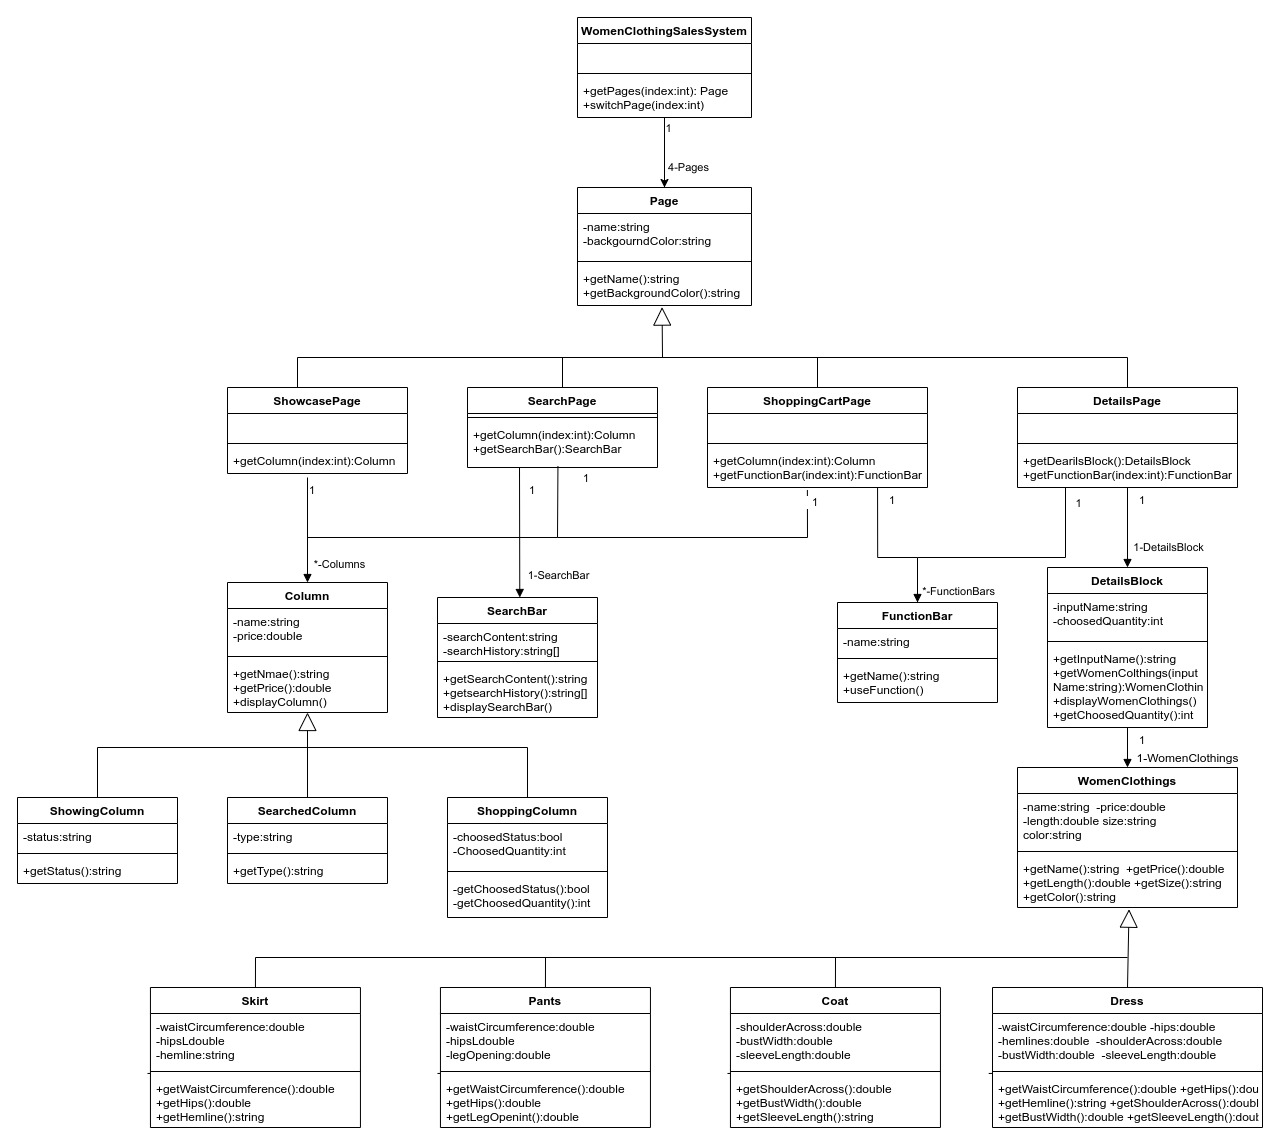 WomenClothingSalesSystem
+getPages(index:int): Page
+switchPage(index:int)
1
4-Pages
Page
-name:string
-backgourndColor:string
+getName():string
+getBackgroundColor():string
ShowcasePage
+getColumn(index:int):Column
SearchPage
+getColumn(index:int):Column
+getSearchBar():SearchBar
ShoppingCartPage
+getColumn(index:int):Column
+getFunctionBar(index:int):FunctionBar
DetailsPage
+getDearilsBlock():DetailsBlock
+getFunctionBar(index:int):FunctionBar
1
1
1
1
1
1
1
*-Columns
1-SearchBar
*-FunctionBars
1-DetailsBlock
Column
-name:string
-price:double
+getNmae():string
+getPrice():double
+displayColumn()
SearchBar
-searchContent:string
-searchHistory:string[]
+getSearchContent():string
+getsearchHistory():string[]
+displaySearchBar()
FunctionBar
-name:string
+getName():string
+useFunction()
DetailsBlock
-inputName:string
-choosedQuantity:int
+getInputName():string
+getWomenColthings(input
Name:string):WomenClothin
+displayWomenClothings()
+getChoosedQuantity():int
1
1-WomenClothings
ShowingColumn
-status:string
+getStatus():string
SearchedColumn
-type:string
+getType():string
ShoppingColumn
-choosedStatus:bool
-ChoosedQuantity:int
-getChoosedStatus():bool
-getChoosedQuantity():int
WomenClothings
-name:string -price:double
-length:double size:string
color:string
+getName():string +getPrice():double
+getLength():double +getSize():string
+getColor():string
Skirt
-waistCircumference:double
-hipsLdouble
-hemline:string
+getWaistCircumference():double
+getHips():double
+getHemline():string
Pants
-waistCircumference:double
-hipsLdouble
-legOpening:double
+getWaistCircumference():double
+getHips():double
+getLegOpenint():double
Coat
-shoulderAcross:double
-bustWidth:double
-sleeveLength:double
+getShoulderAcross():double
+getBustWidth():double
+getSleeveLength():string
Dress
-waistCircumference:double -hips:double
-hemlines:double -shoulderAcross:double
-bustWidth:double -sleeveLength:double
+getWaistCircumference():double +getHips():dou
+getHemline():string +getShoulderAcross():doubl
+getBustWidth():double +getSleeveLength():doub